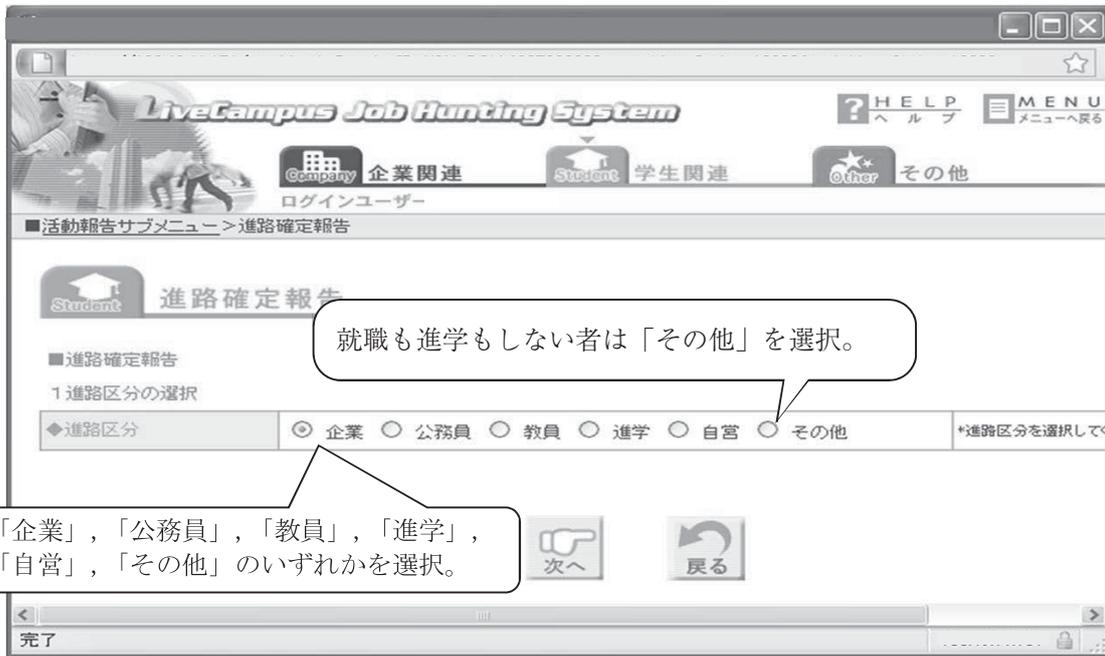 LiveCampus Job Hunting System
? HELP
ヘルプ
MENU
メニューへ戻る
Company 企業関連
Student 学生関連
Other その他
ログインユーザー
■活動報告サブメニュー>進路確定報告
Student 進路確定報告
就職も進学もしない者は「その他」を選択。
■進路確定報告
1進路区分の選択
◆進路区分
企業 公務員 教員 進学 自営 その他
*進路区分を選択して
「企業」,「公務員」,「教員」,「進学」,
「自営」,「その他」のいずれかを選択。
次へ
戻る
完了